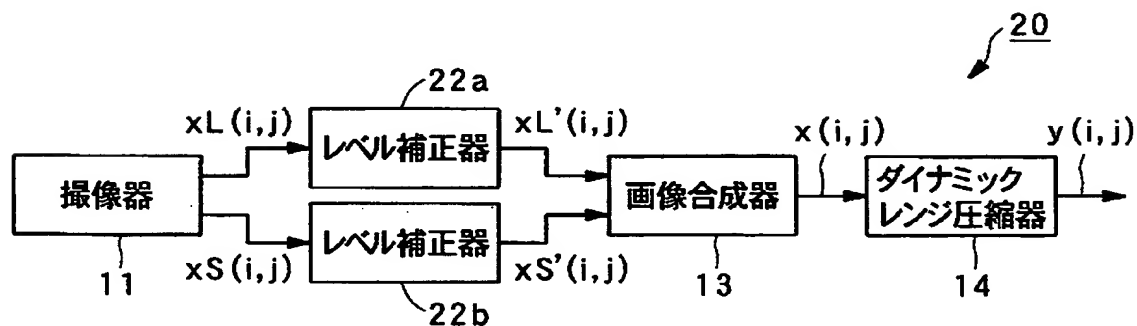 20
22a
xL(i,j)
レベル補正器
xL'(i,j)
x(i,j)
y(i,j)
撮像器
画像合成器
ダイナミック
レンジ圧縮器
レベル補正器
11
xS(i,j)
xS'(i,j)
13
14
22b